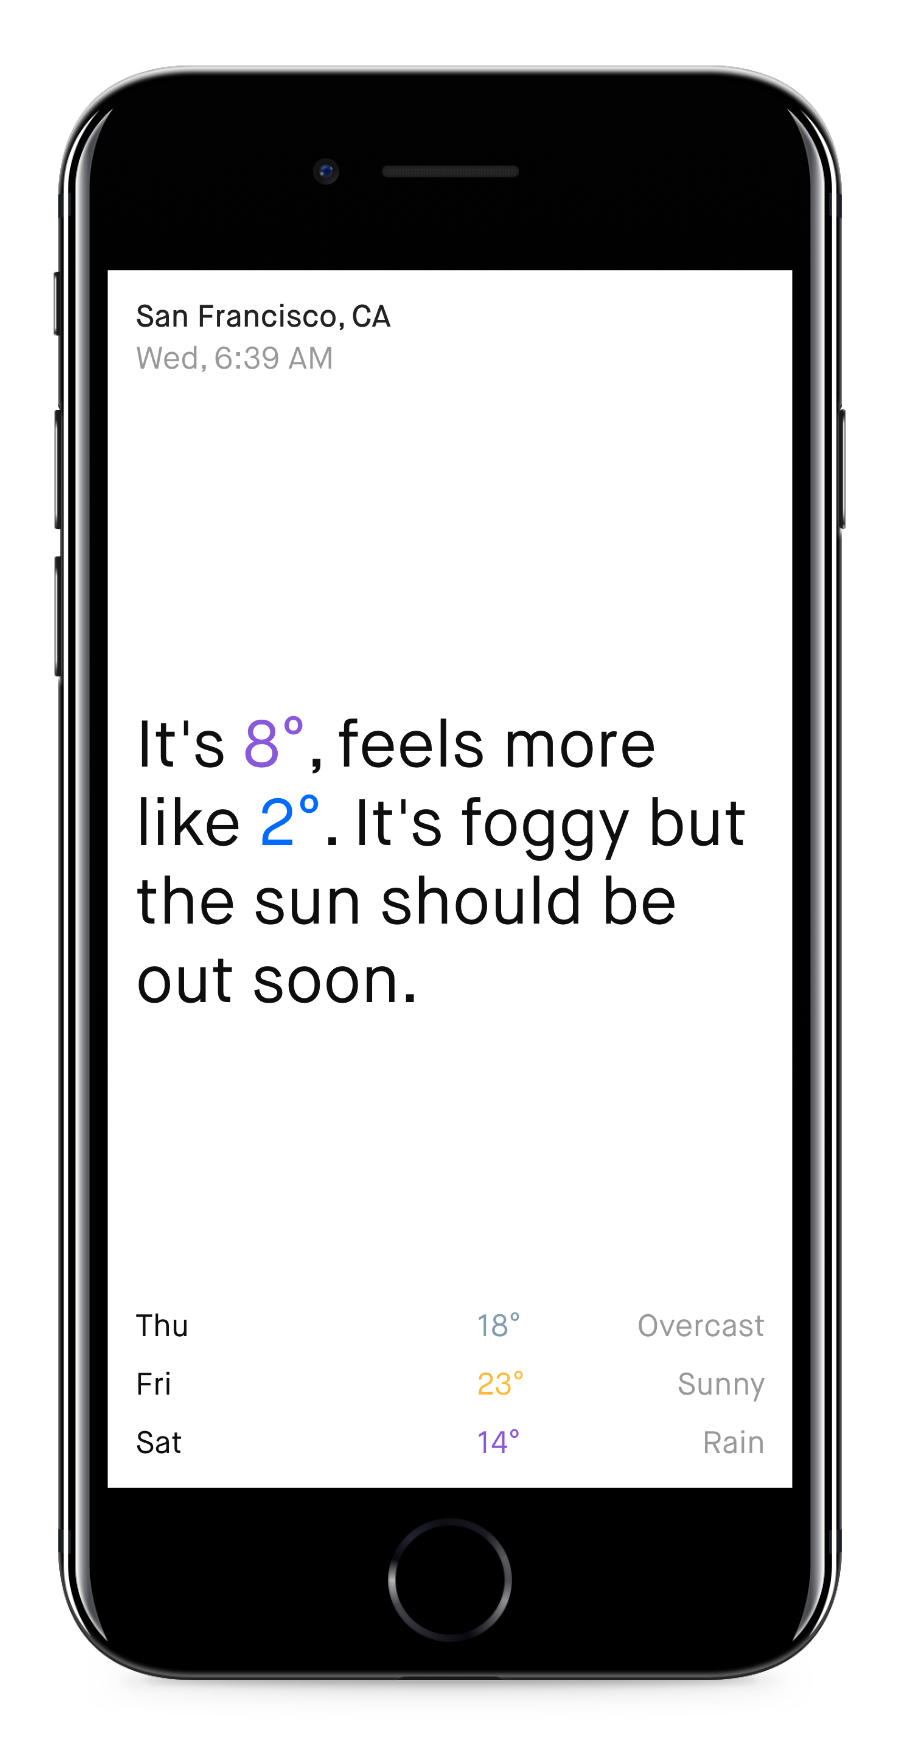 San Francisco, CA
Wed, 6:39 AM
It's 8°, feels more
like 2°. It's foggy but
the sun should be
out soon.
Thu 18° Overcast
Fri 23° Sunny
Sat 14° Rain